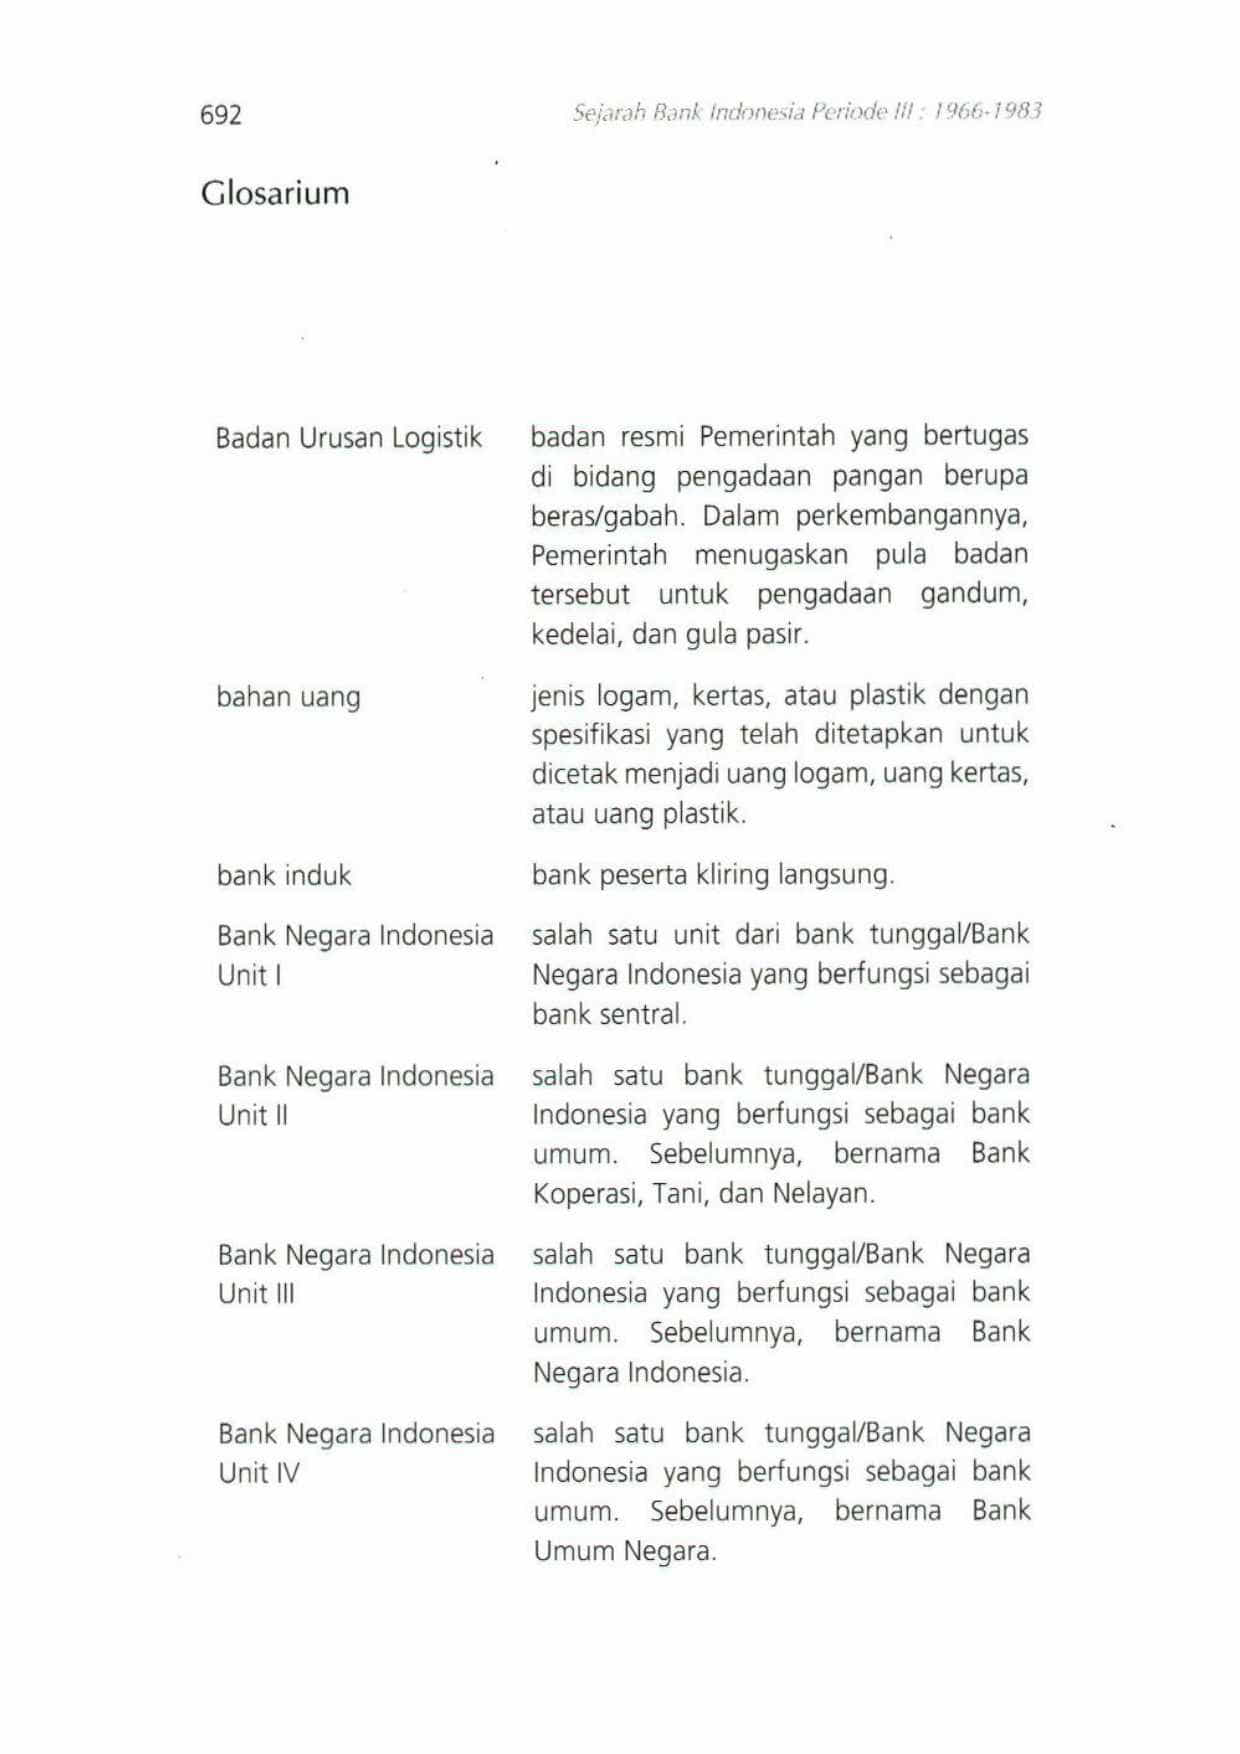 692
Sejarah Bank Indonesia Periode III : 1966-1983
Glosarium
Badan Urusan Logistik
badan resmi Pemerintah yang bertugas
di bidang pengadaan pangan berupa
beras/gabah. Dalam perkembangannya,
Pemerintah menugaskan pula badan
tersebut untuk pengadaan gandum,
kedelai, dan gula pasir.
bahan uang
jenis logam, kertas, atau plastik dengan
spesifikasi yang telah ditetapkan untuk
dicetak menjadi uang logam, uang kertas,
atau uang plastik.
bank induk
bank peserta kliring langsung.
Bank Negara Indonesia
Unit I
salah satu unit dari bank tunggal/Bank
Negara Indonesia yang berfungsi sebagai
bank sentral.
Bank Negara Indonesia
Unit II
salah satu bank tunggal/Bank Negara
Indonesia yang berfungsi sebagai bank
umum. Sebelumnya, bernama Bank
Koperasi, Tani, dan Nelayan.
Bank Negara Indonesia
Unit III
salah satu bank tunggal/Bank Negara
Indonesia yang berfungsi sebagai bank
umum. Sebelumnya, bernama Bank
Negara Indonesia.
Bank Negara Indonesia
Unit IV
salah satu bank tunggal/Bank Negara
Indonesia yang berfungsi sebagai bank
umum. Sebelumnya, bernama Bank
Umum Negara.